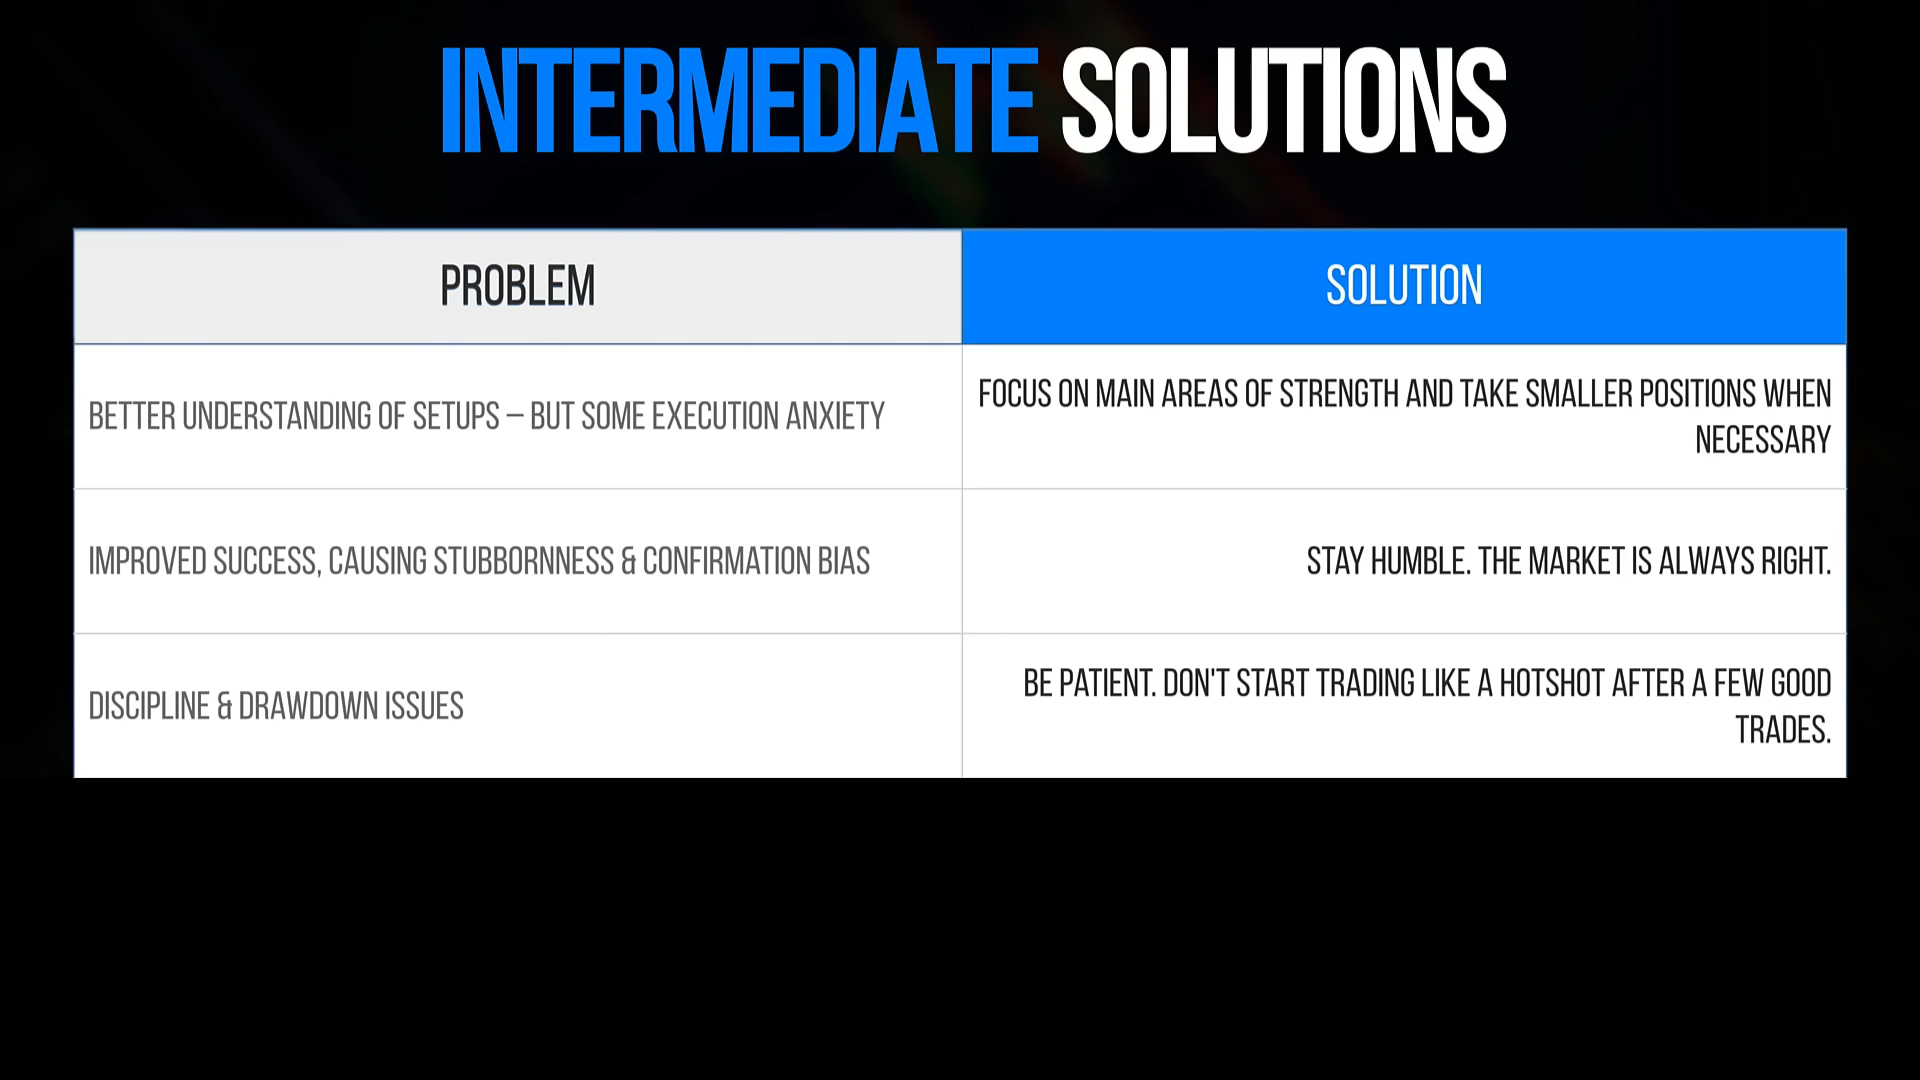 INTERMEDIATE SOLUTIONS
PROBLEM
SOLUTION
BETTER UNDERSTANDING OF SETUPS – BUT SOME EXECUTION ANXIETY
FOCUS ON MAIN AREAS OF STRENGTH AND TAKE SMALLER POSITIONS WHEN
NECESSARY
IMPROVED SUCCESS, CAUSING STUBBORNNESS & CONFIRMATION BIAS
STAY HUMBLE. THE MARKET IS ALWAYS RIGHT.
DISCIPLINE & DRAWDOWN ISSUES
BE PATIENT. DON'T START TRADING LIKE A HOTSHOT AFTER A FEW GOOD
TRADES.